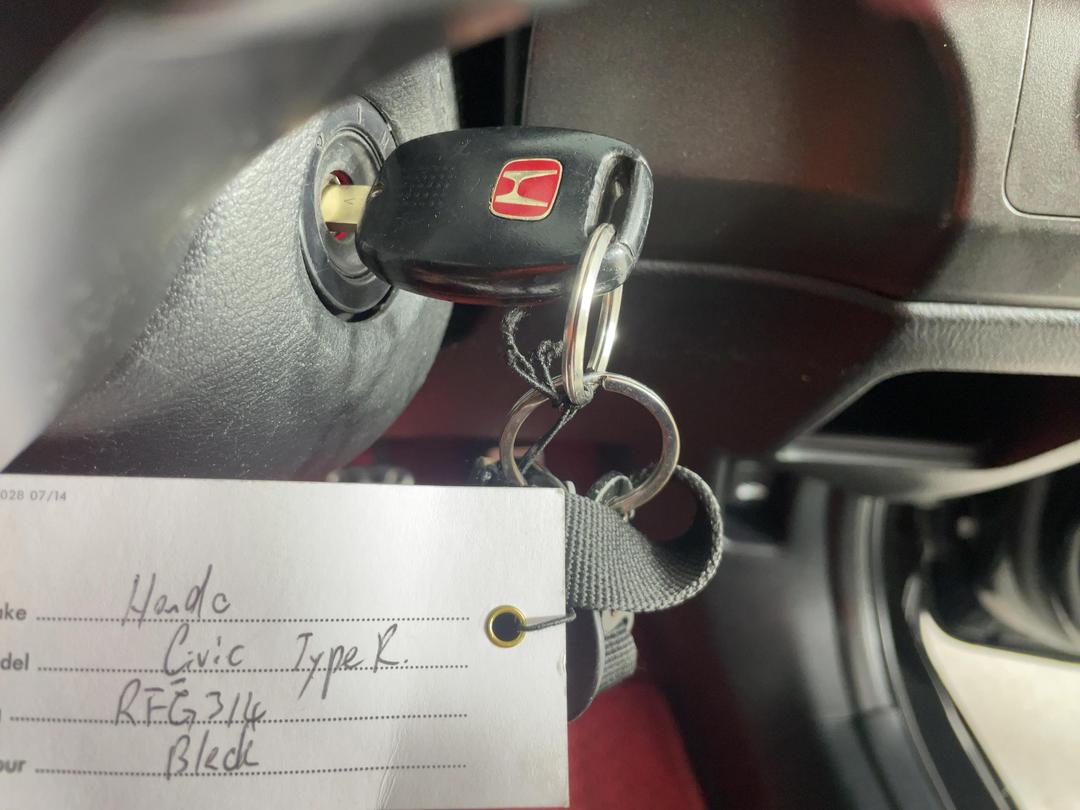 028 07/14
ake Honda
del Civic Type R.
RFG314
our Black